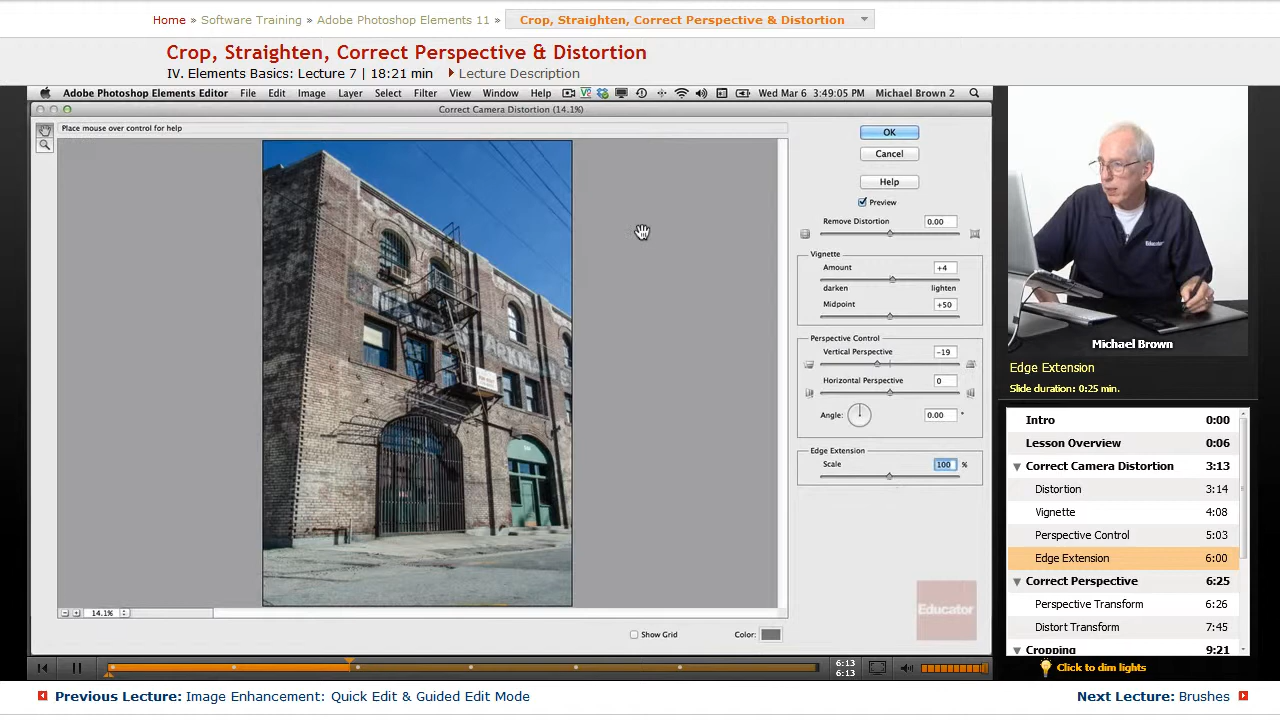 Home » Software Training » Adobe Photoshop Elements 11 » Crop, Straighten, Correct Perspective & Distortion
Crop, Straighten, Correct Perspective & Distortion
IV. Elements Basics: Lecture 7 | 18:21 min Lecture Description
Adobe Photoshop Elements Editor File Edit Image Layer Select Filter View Window Help Wed Mar 6 3:49:05 PM Michael Brown 2
Correct Camera Distortion (14.1%)
Place mouse over control for help
OK
Cancel
Help
Preview
Remove Distortion 0.00
Vignette
Amount +4
darken lighten
Midpoint +50
Perspective Control
Vertical Perspective -19
Horizontal Perspective 0
Angle: 0.00 °
Edge Extension
Scale 100 %
Educator
14.1%
Show Grid Color:
Educator
Michael Brown
Edge Extension
Slide duration: 0:25 min.
Intro 0:00
Lesson Overview 0:06
Correct Camera Distortion 3:13
Distortion 3:14
Vignette 4:08
Perspective Control 5:03
Edge Extension 6:00
Correct Perspective 6:25
Perspective Transform 6:26
Distort Transform 7:45
Cropping 9:21
6:13
6:13
Click to dim lights
Previous Lecture: Image Enhancement: Quick Edit & Guided Edit Mode
Next Lecture: Brushes